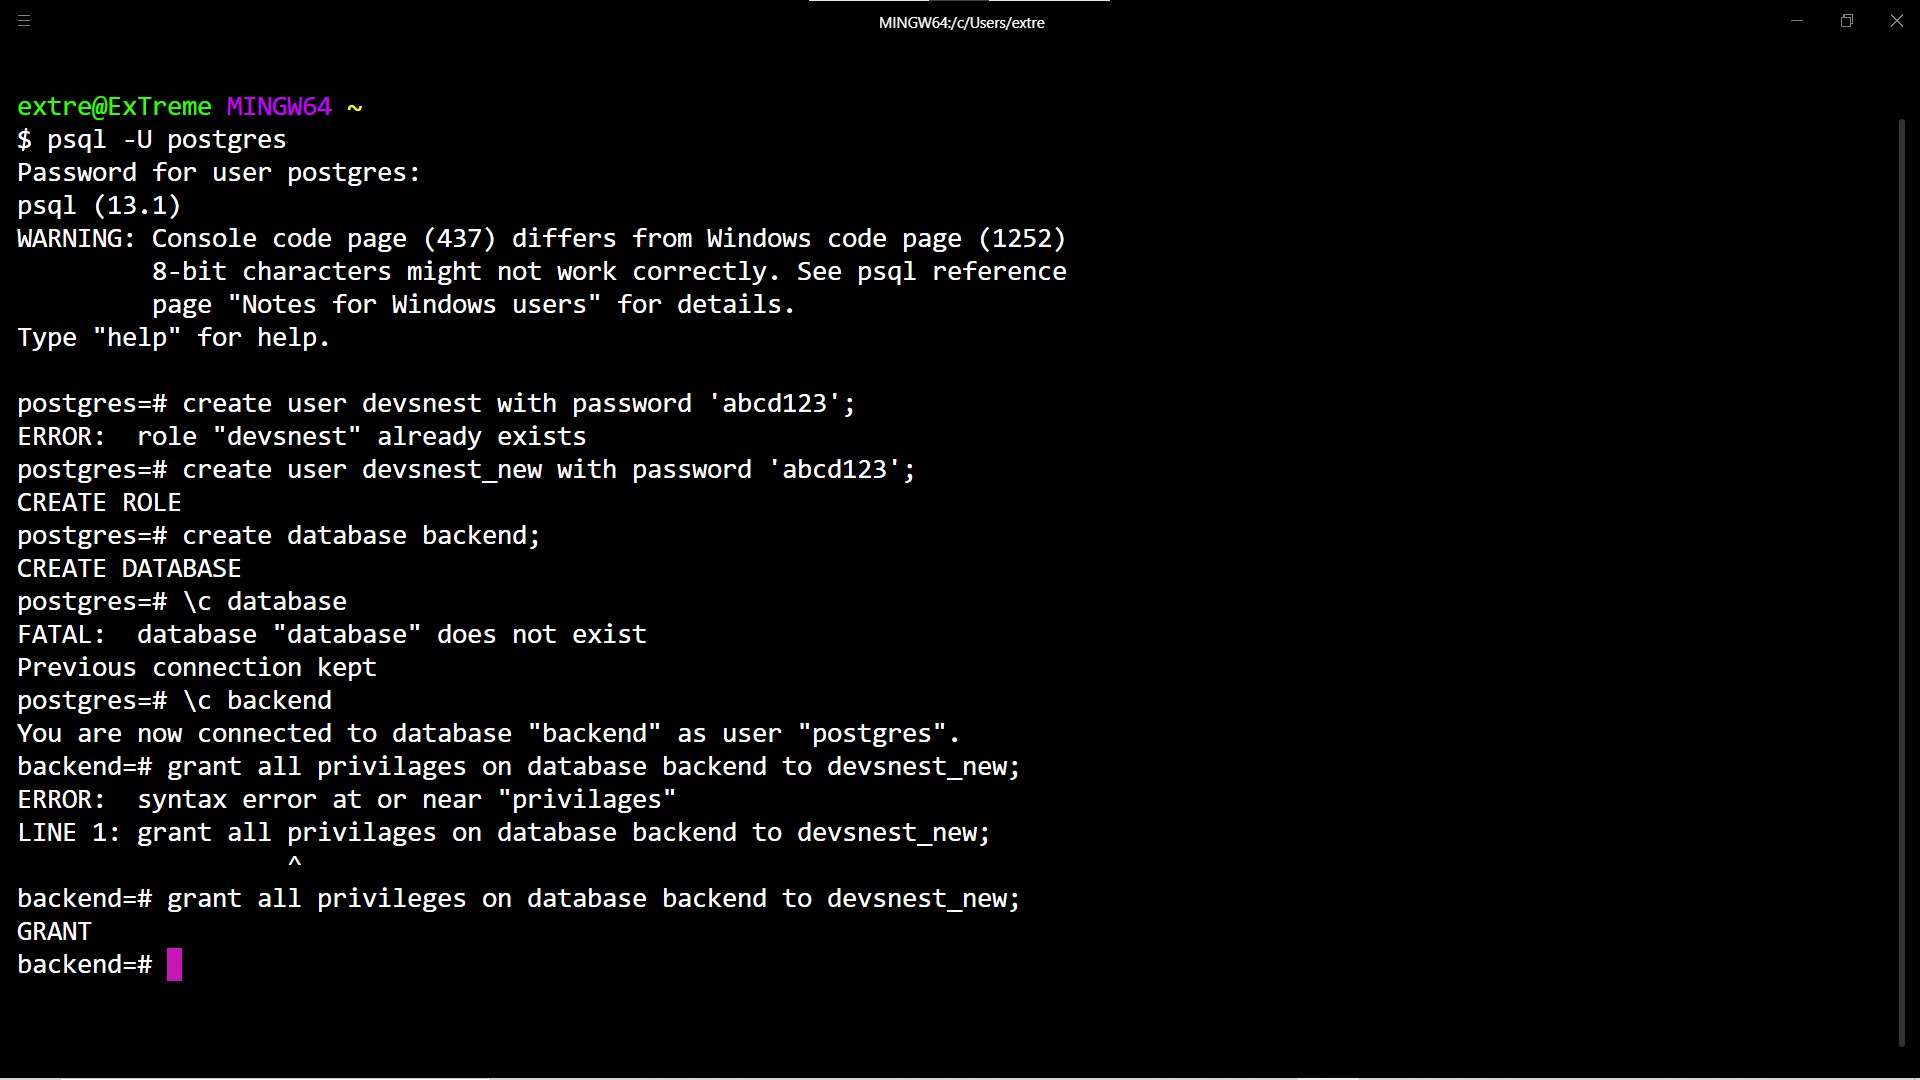 MINGW64:/c/Users/extre
extre@ExTreme MINGW64 ~
$ psql -U postgres
Password for user postgres:
psql (13.1)
WARNING: Console code page (437) differs from Windows code page (1252)
         8-bit characters might not work correctly. See psql reference
         page "Notes for Windows users" for details.
Type "help" for help.

postgres=# create user devsnest with password 'abcd123';
ERROR:  role "devsnest" already exists
postgres=# create user devsnest_new with password 'abcd123';
CREATE ROLE
postgres=# create database backend;
CREATE DATABASE
postgres=# \c database
FATAL:  database "database" does not exist
Previous connection kept
postgres=# \c backend
You are now connected to database "backend" as user "postgres".
backend=# grant all privilages on database backend to devsnest_new;
ERROR:  syntax error at or near "privilages"
LINE 1: grant all privilages on database backend to devsnest_new;
                  ^
backend=# grant all privileges on database backend to devsnest_new;
GRANT
backend=#